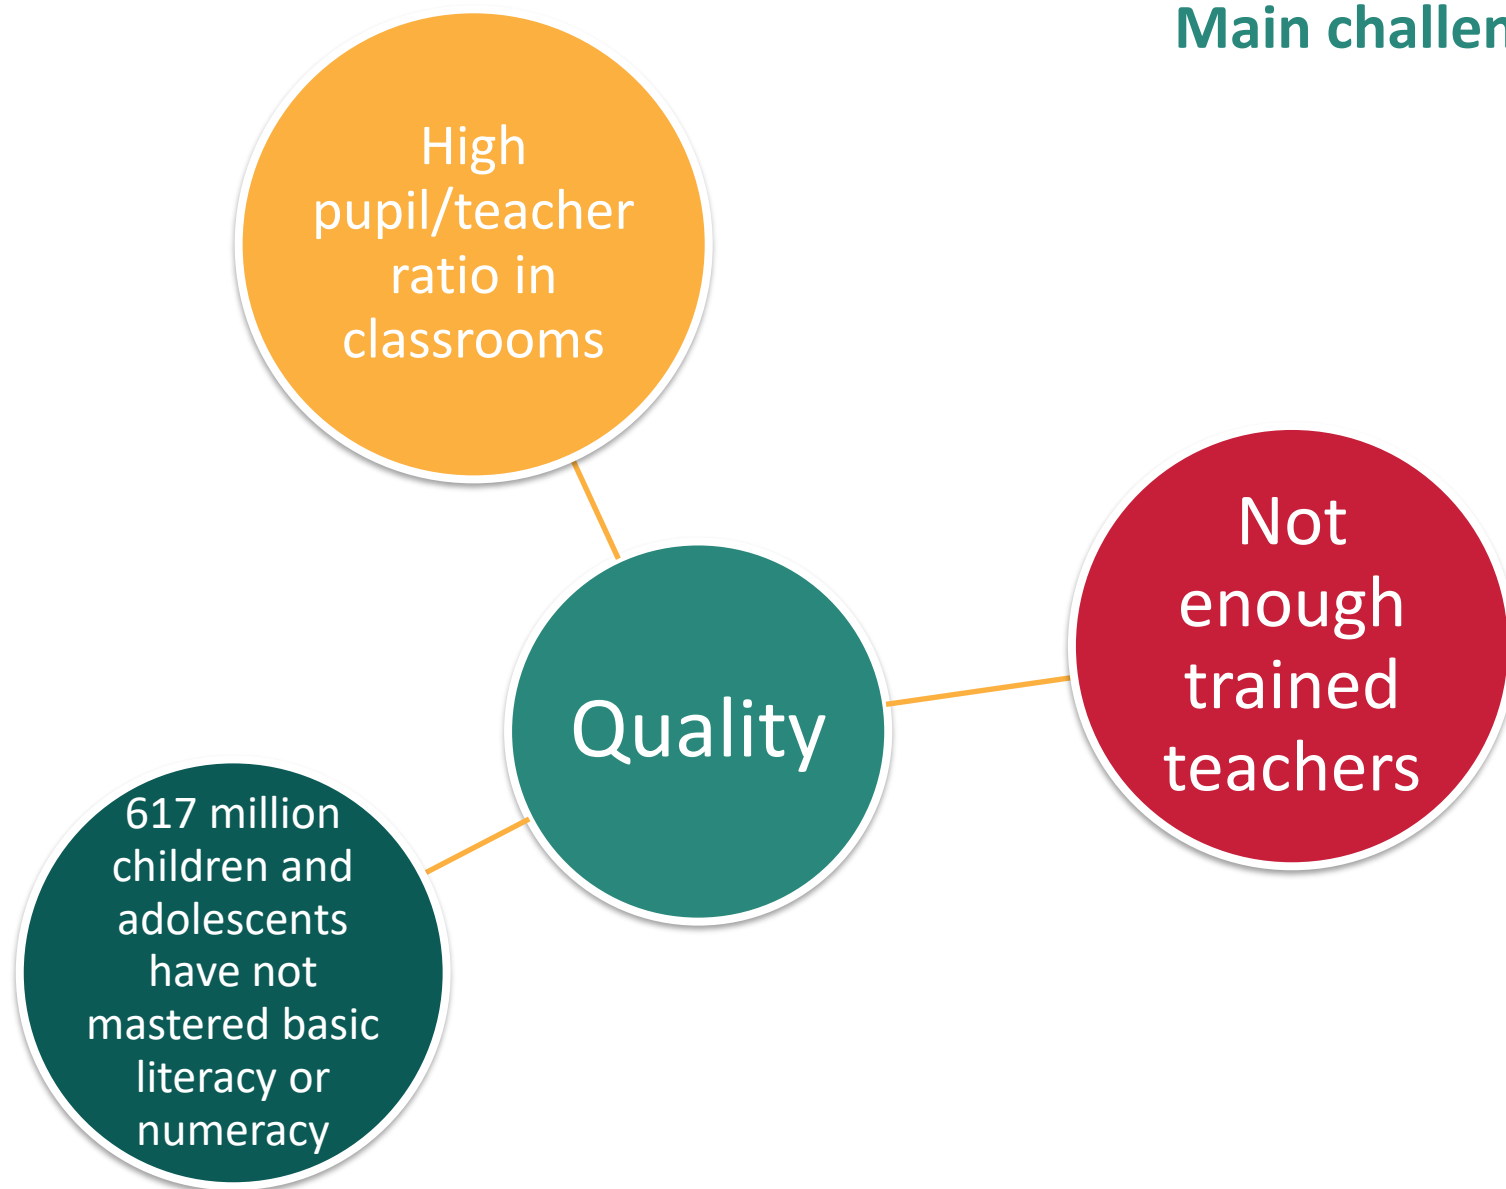 Main
High
pupil/teacher
ratio in
classrooms
Not
enough
trained
teachers
Quality
617 million
children and
adolescents
have not
mastered basic
literacy or
numeracy